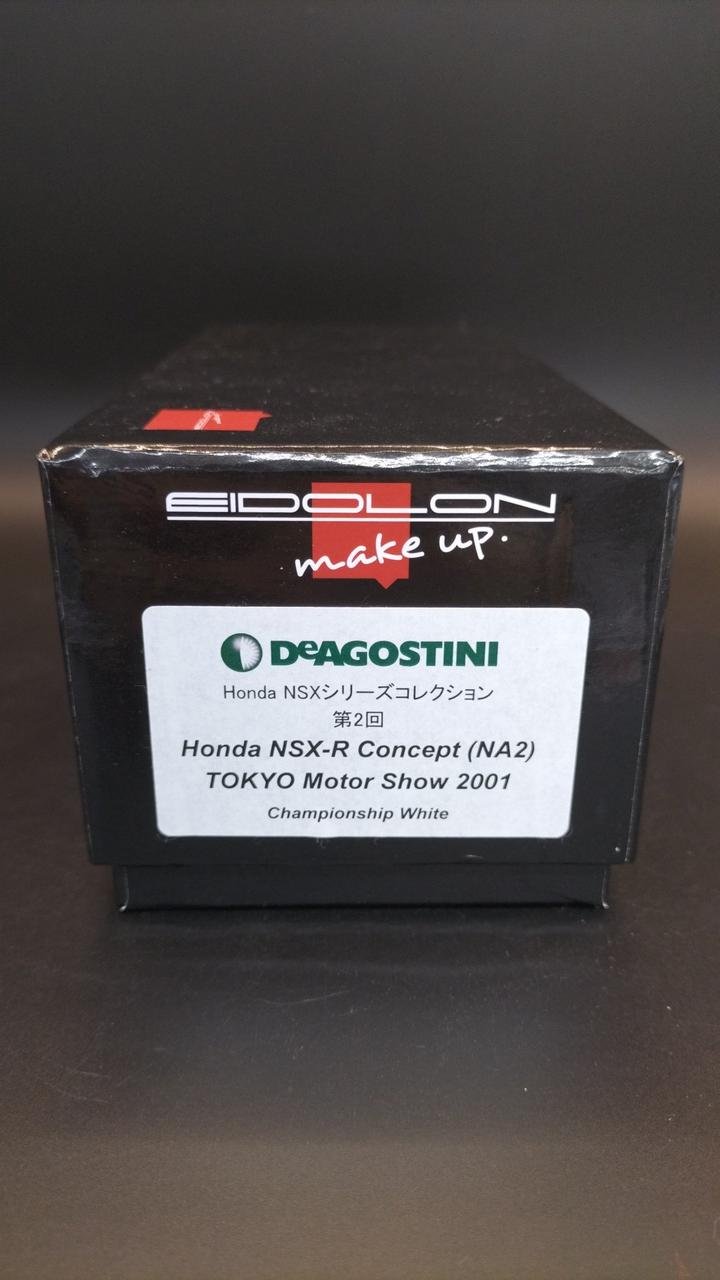 EIDOLON
EIDOLON
make up.
DeAGOSTINI
Honda NSXシリーズコレクション
第2回
Honda NSX-R Concept (NA2)
TOKYO Motor Show 2001
Championship White